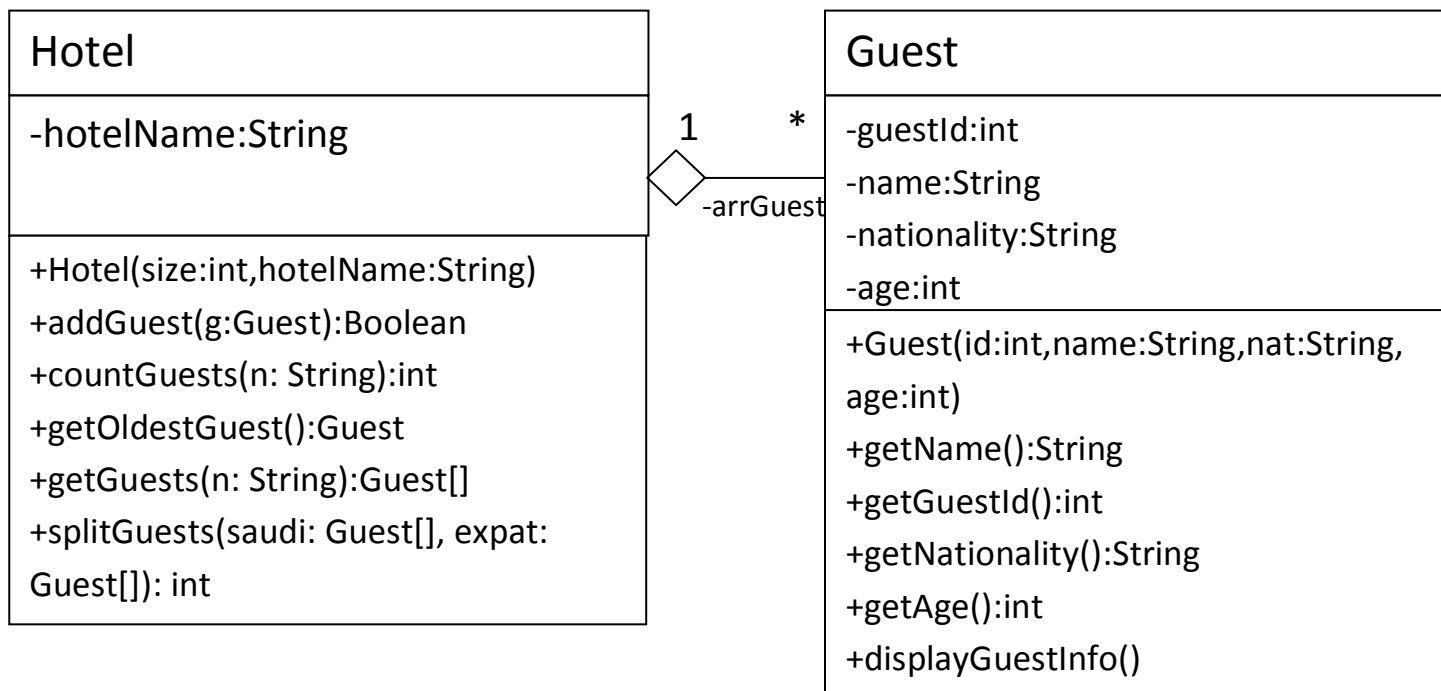 Hotel
-hotelName:String
+Hotel(size:int,hotelName:String)
+addGuest(g:Guest):Boolean
+countGuests(n: String):int
+getOldestGuest():Guest
+getGuests(n: String):Guest[]
+splitGuests(saudi: Guest[], expat:
Guest[]): int
1 *
-arrGuest
Guest
-guestId:int
-name:String
-nationality:String
-age:int
+Guest(id:int,name:String,nat:String,
age:int)
+getName():String
+getGuestId():int
+getNationality():String
+getAge():int
+displayGuestInfo()